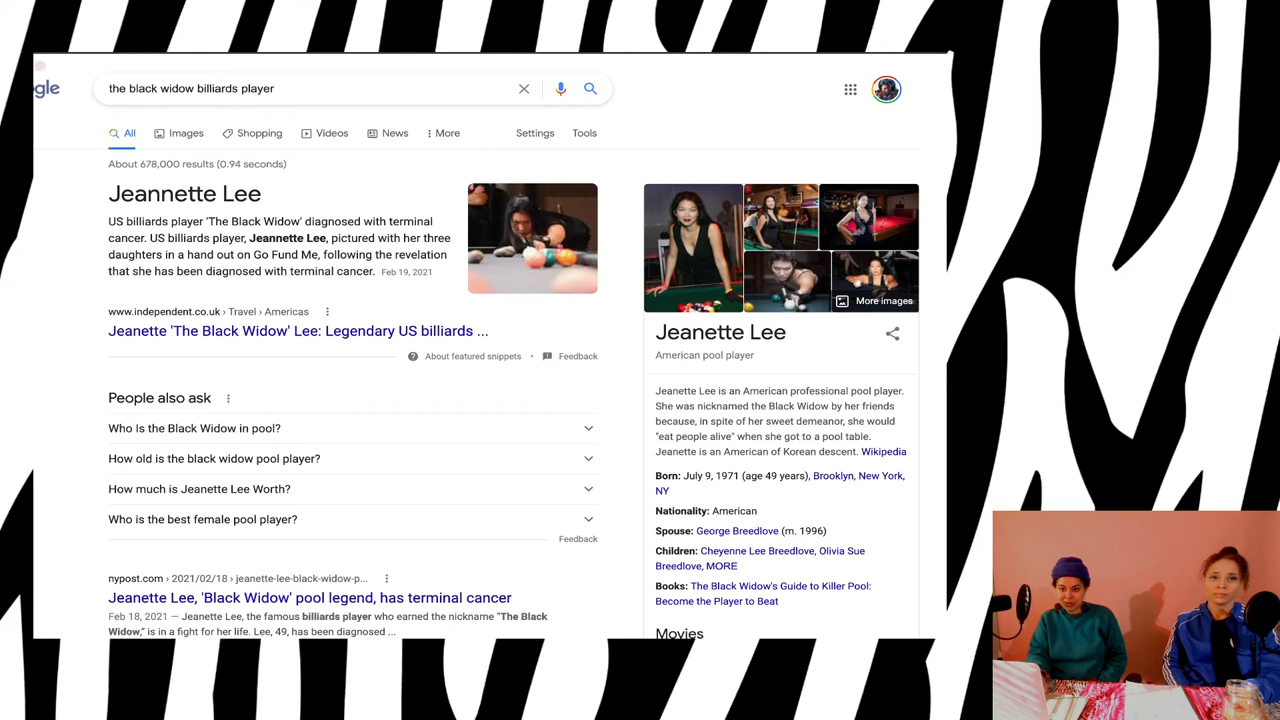 gle
the black widow billiards player
All
Images
Shopping
Videos
News
More
Settings
Tools
About 678,000 results (0.94 seconds)
Jeannette Lee
US billiards player 'The Black Widow' diagnosed with terminal
cancer. US billiards player, Jeannette Lee, pictured with her three
daughters in a hand out on Go Fund Me, following the revelation
that she has been diagnosed with terminal cancer. Feb 19, 2021
www.independent.co.uk › Travel › Americas
Jeanette 'The Black Widow' Lee: Legendary US billiards ...
About featured snippets • Feedback
People also ask
Who Is the Black Widow in pool?
How old is the black widow pool player?
How much is Jeanette Lee Worth?
Who is the best female pool player?
Feedback
nypost.com › 2021/02/18 › jeanette-lee-black-widow-p...
Jeanette Lee, 'Black Widow' pool legend, has terminal cancer
Feb 18, 2021 — Jeanette Lee, the famous billiards player who earned the nickname "The Black
Widow," is in a fight for her life. Lee, 49, has been diagnosed ...
More images
Jeanette Lee
American pool player
Jeanette Lee is an American professional pool player.
She was nicknamed the Black Widow by her friends
because, in spite of her sweet demeanor, she would
"eat people alive" when she got to a pool table.
Jeanette is an American of Korean descent. Wikipedia
Born: July 9, 1971 (age 49 years), Brooklyn, New York,
NY
Nationality: American
Spouse: George Breedlove (m. 1996)
Children: Cheyenne Lee Breedlove, Olivia Sue
Breedlove, MORE
Books: The Black Widow's Guide to Killer Pool:
Become the Player to Beat
Movies